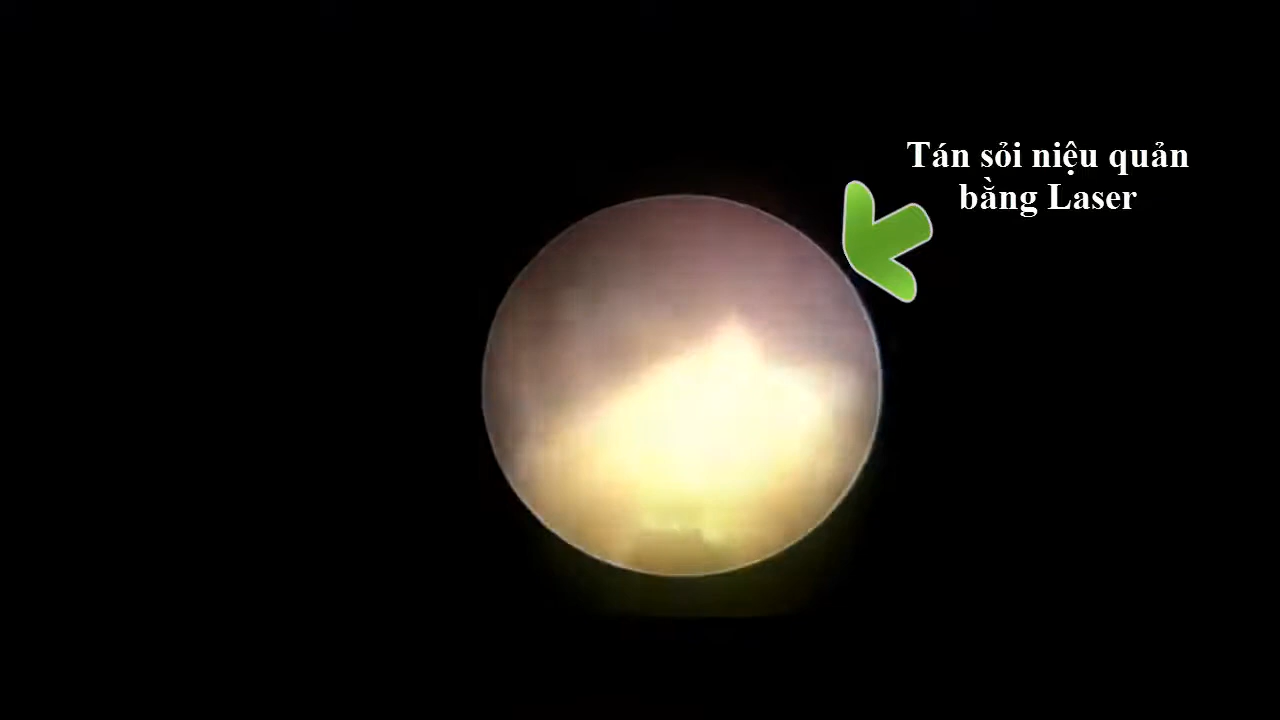 Tán sỏi niệu quản
bằng Laser